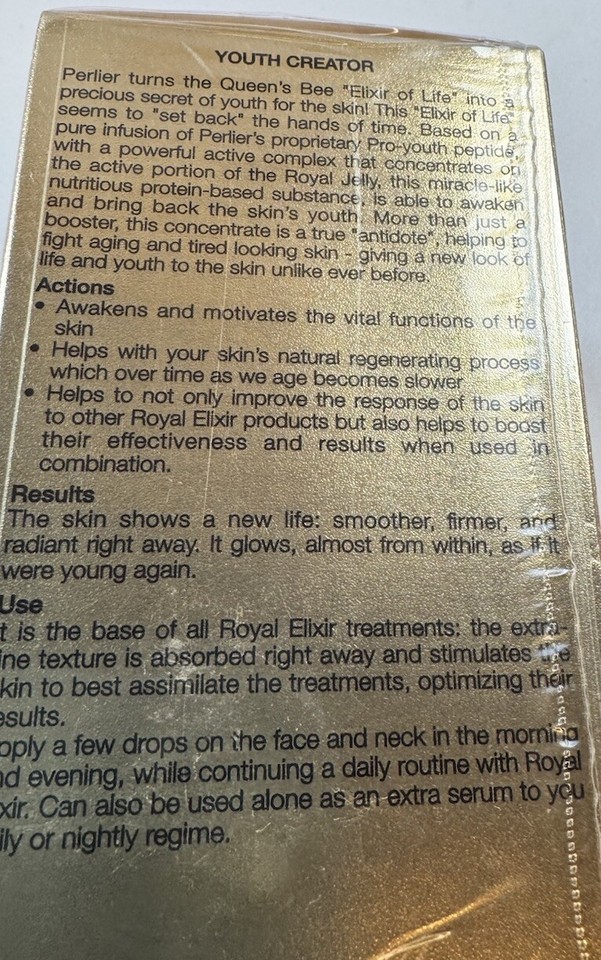 YOUTH CREATOR
Perlier turns the Queen's Bee "Elixir of Life" into a
precious secret of youth for the skin! This "Elixir of Life"
seems to "set back" the hands of time. Based on a
pure infusion of Perlier's proprietary Pro-youth peptide,
with a powerful active complex that concentrates on
the active portion of the Royal Jelly, this miracle-like
nutritious protein-based substance, is able to awaken
and bring back the skin's youth. More than just a
booster, this concentrate is a true "antidote", helping to
fight aging and tired looking skin - giving a new look of
life and youth to the skin unlike ever before.
Actions
• Awakens and motivates the vital functions of the
skin
• Helps with your skin's natural regenerating process
which over time as we age becomes slower
• Helps to not only improve the response of the skin
to other Royal Elixir products but also helps to boost
their effectiveness and results when used in
combination.
Results
The skin shows a new life: smoother, firmer, and
radiant right away. It glows, almost from within, as if it
were young again.
Use
t is the base of all Royal Elixir treatments: the extra-
ine texture is absorbed right away and stimulates the
kin to best assimilate the treatments, optimizing their
esults.
pply a few drops on the face and neck in the morning
nd evening, while continuing a daily routine with Royal
xir. Can also be used alone as an extra serum to you
ily or nightly regime.